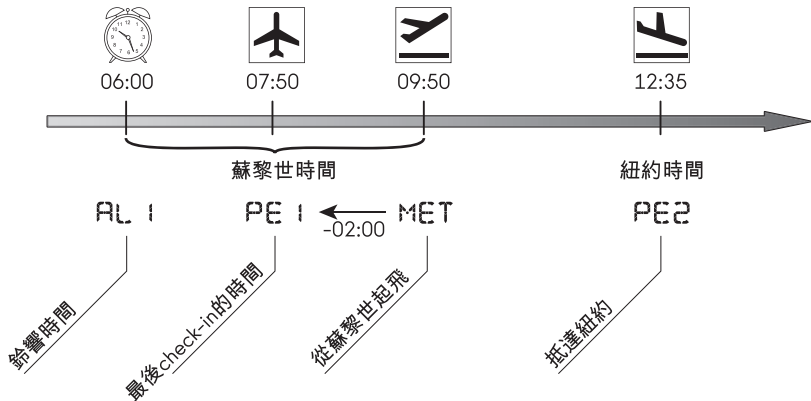 06:00 07:50 09:50 12:35
蘇黎世時間 紐約時間
AL 1 PE 1 MET PE2
-02:00
鈴響時間
最後check-in的時間
從蘇黎世起飛
抵達紐約